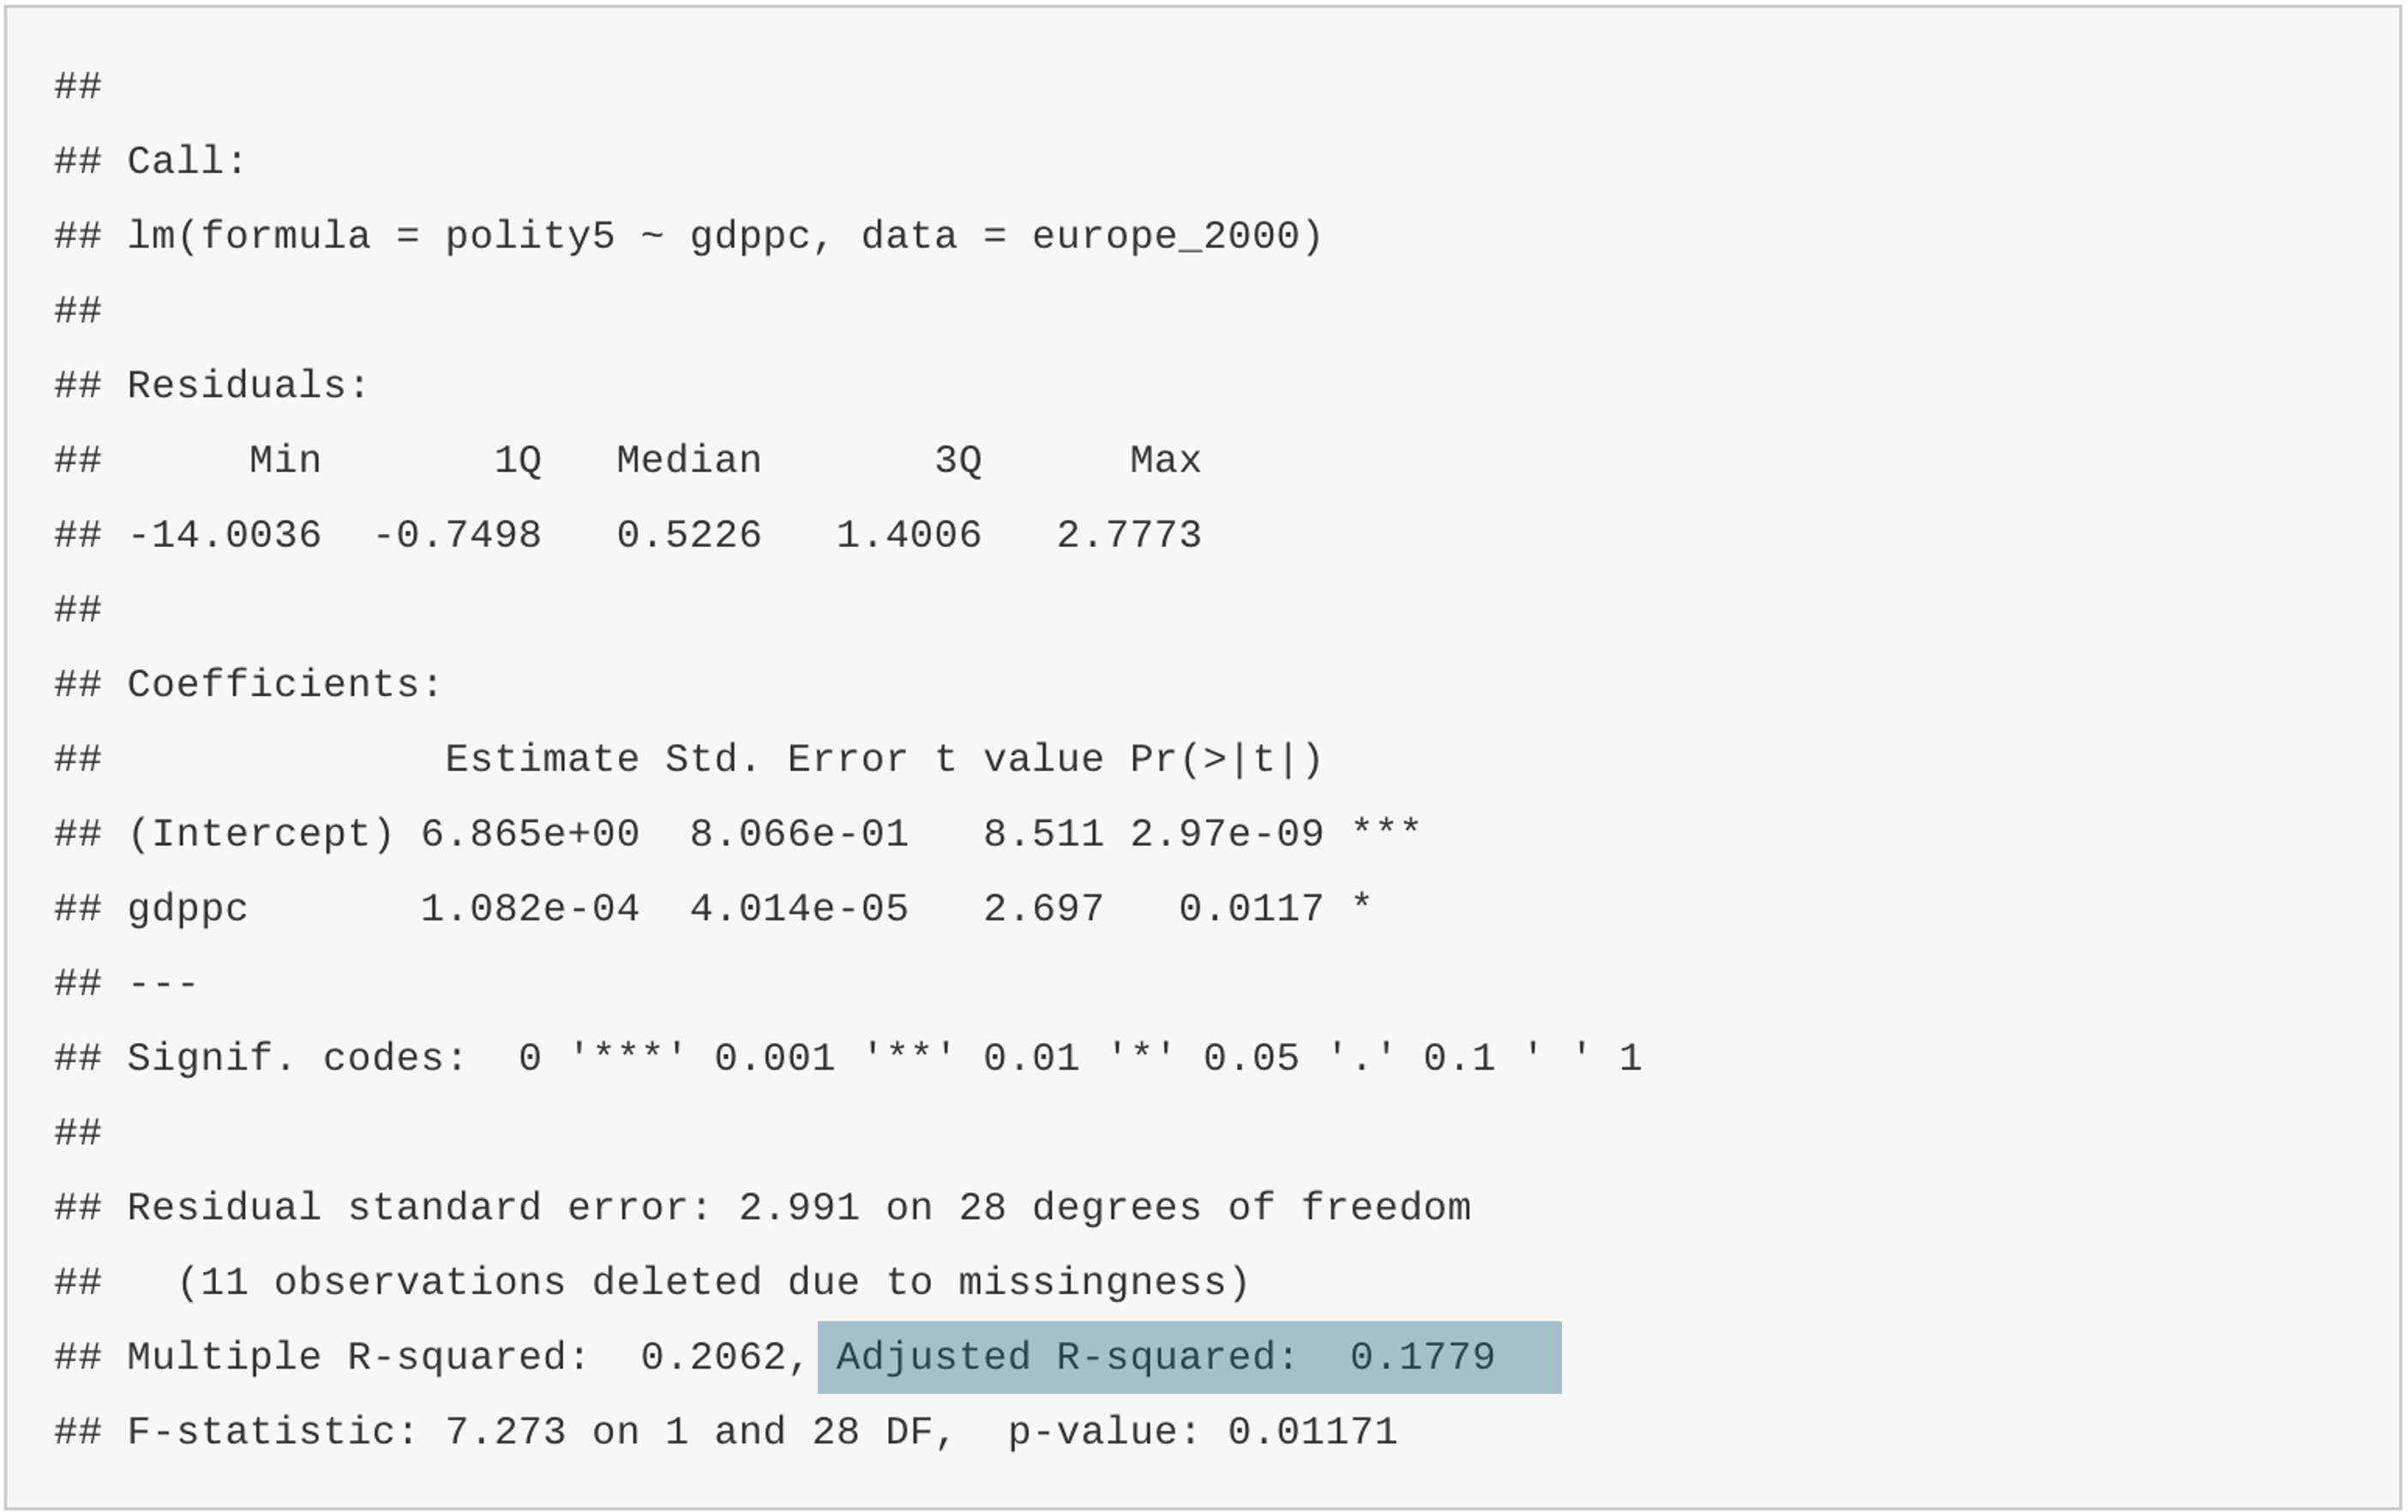 ##
## Call:
## lm(formula = polity5 ~ gdppc, data = europe_2000)
##
## Residuals:
##      Min       1Q   Median       3Q      Max
## -14.0036  -0.7498   0.5226   1.4006   2.7773
##
## Coefficients:
##              Estimate Std. Error t value Pr(>|t|)
## (Intercept) 6.865e+00  8.066e-01   8.511 2.97e-09 ***
## gdppc       1.082e-04  4.014e-05   2.697   0.0117 *
## ---
## Signif. codes:  0 '***' 0.001 '**' 0.01 '*' 0.05 '.' 0.1 ' ' 1
##
## Residual standard error: 2.991 on 28 degrees of freedom
##   (11 observations deleted due to missingness)
## Multiple R-squared:  0.2062, Adjusted R-squared:  0.1779
## F-statistic: 7.273 on 1 and 28 DF,  p-value: 0.01171